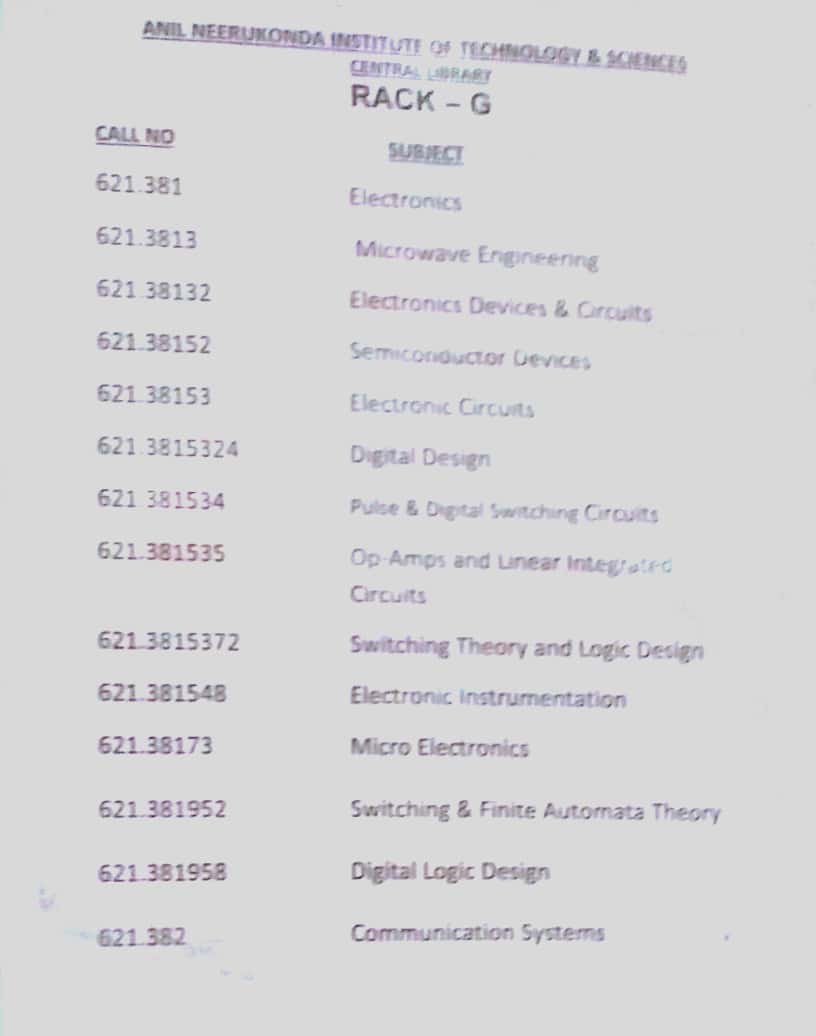 ANIL NEERUKONDA INSTITUTE OF TECHNOLOGY & SCIENCES
CENTRAL LIBRARY
RACK – G
CALL NO SUBJECT
621.381 Electronics
621.3813 Microwave Engineering
621.38132 Electronics Devices & Circuits
621.38152 Semiconductor Devices
621.38153 Electronic Circuits
621.3815324 Digital Design
621.381534 Pulse & Digital Switching Circuits
621.381535 Op-Amps and Linear Integrated
Circuits
621.3815372 Switching Theory and Logic Design
621.381548 Electronic Instrumentation
621.38173 Micro Electronics
621.381952 Switching & Finite Automata Theory
621.381958 Digital Logic Design
621.382 Communication Systems